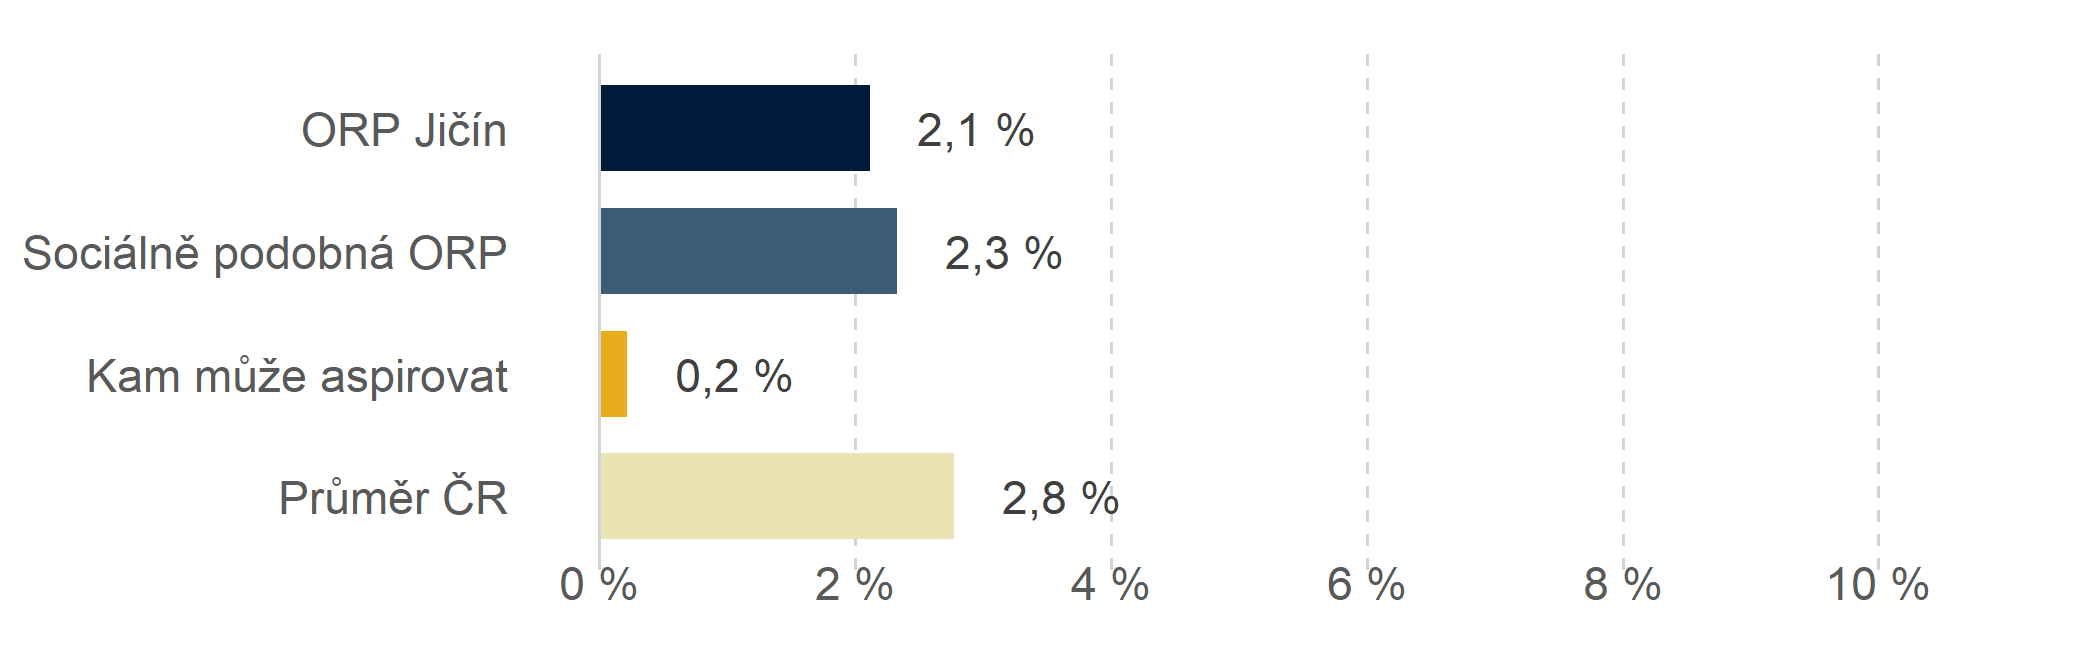 ORP Jičín 2,1 %
Sociálně podobná ORP 2,3 %
Kam může aspirovat 0,2 %
Průměr ČR 2,8 %
0 % 2 % 4 % 6 % 8 % 10 %